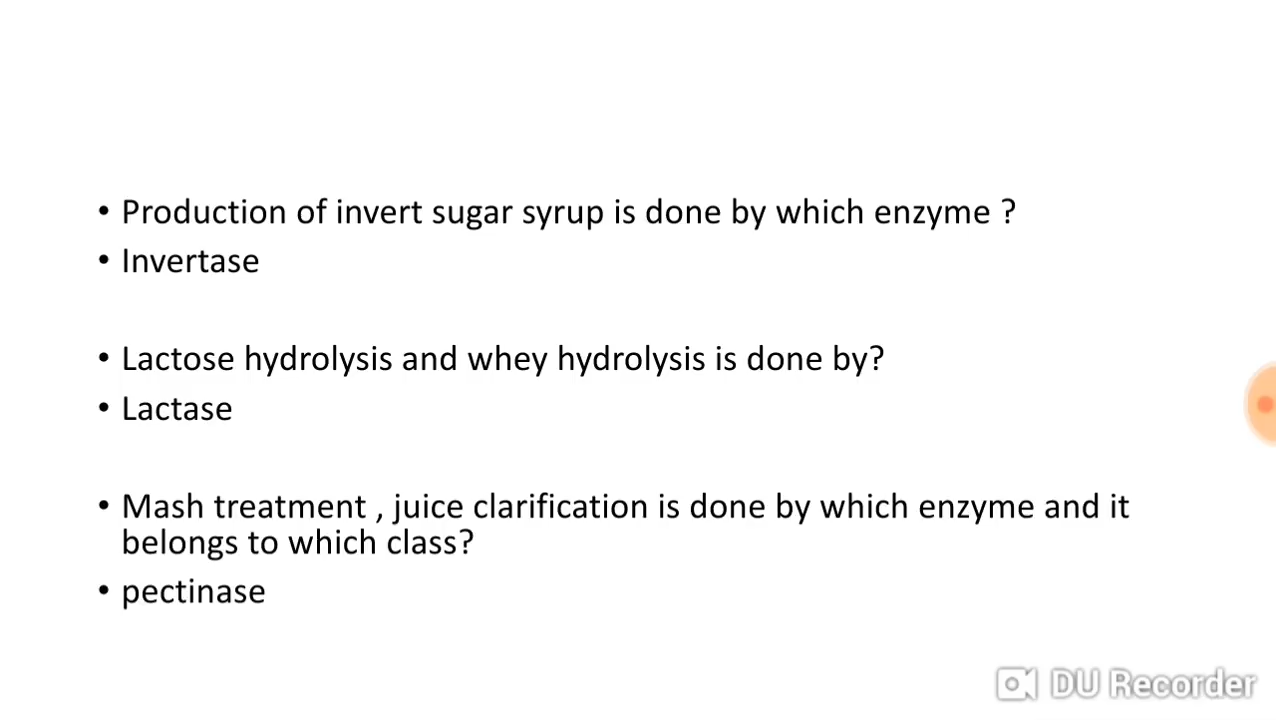 • Production of invert sugar syrup is done by which enzyme ?
• Invertase
• Lactose hydrolysis and whey hydrolysis is done by?
• Lactase
• Mash treatment , juice clarification is done by which enzyme and it
belongs to which class?
• pectinase
DU Recorder